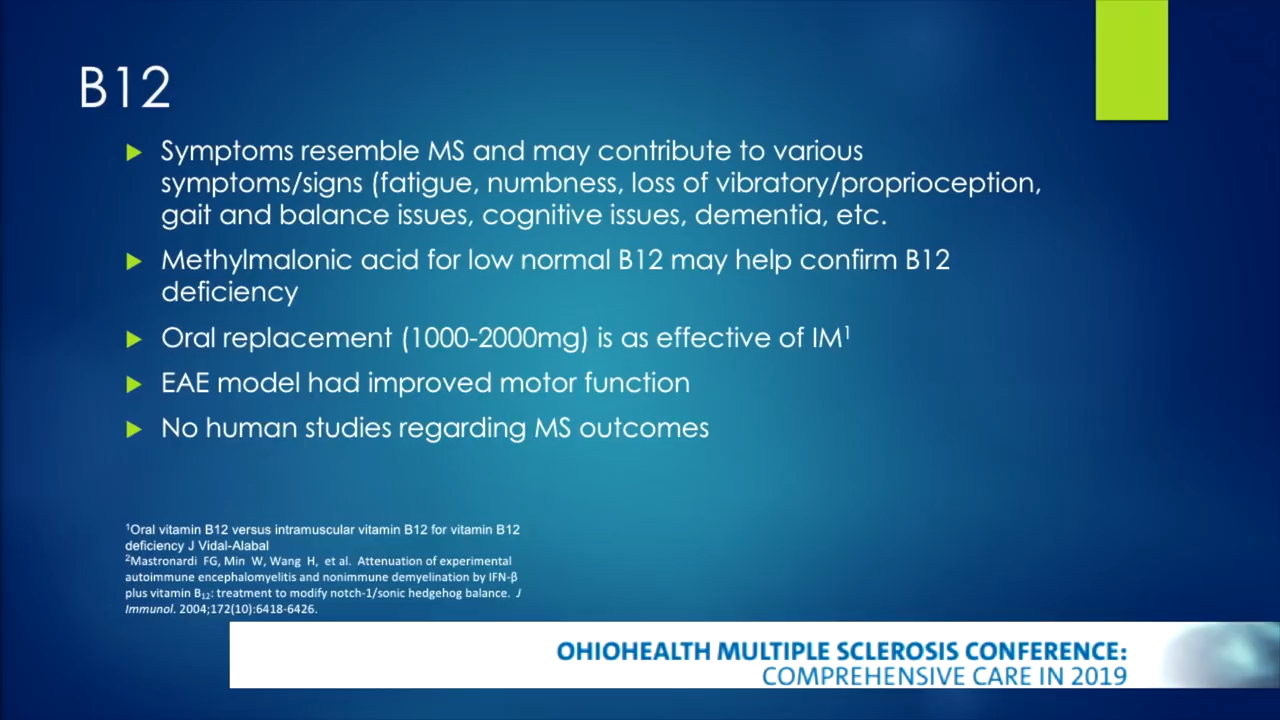 B12
Symptoms resemble MS and may contribute to various
symptoms/signs (fatigue, numbness, loss of vibratory/proprioception,
gait and balance issues, cognitive issues, dementia, etc.
Methylmalonic acid for low normal B12 may help confirm B12
deficiency
Oral replacement (1000-2000mg) is as effective of IM¹
EAE model had improved motor function
No human studies regarding MS outcomes
¹Oral vitamin B12 versus intramuscular vitamin B12 for vitamin B12
deficiency J Vidal-Alabal
²Mastronardi FG, Min W, Wang H, et al. Attenuation of experimental
autoimmune encephalomyelitis and nonimmune demyelination by IFN-β
plus vitamin B₁₂: treatment to modify notch-1/sonic hedgehog balance. J
Immunol. 2004;172(10):6418-6426.
OHIOHEALTH MULTIPLE SCLEROSIS CONFERENCE:
COMPREHENSIVE CARE IN 2019